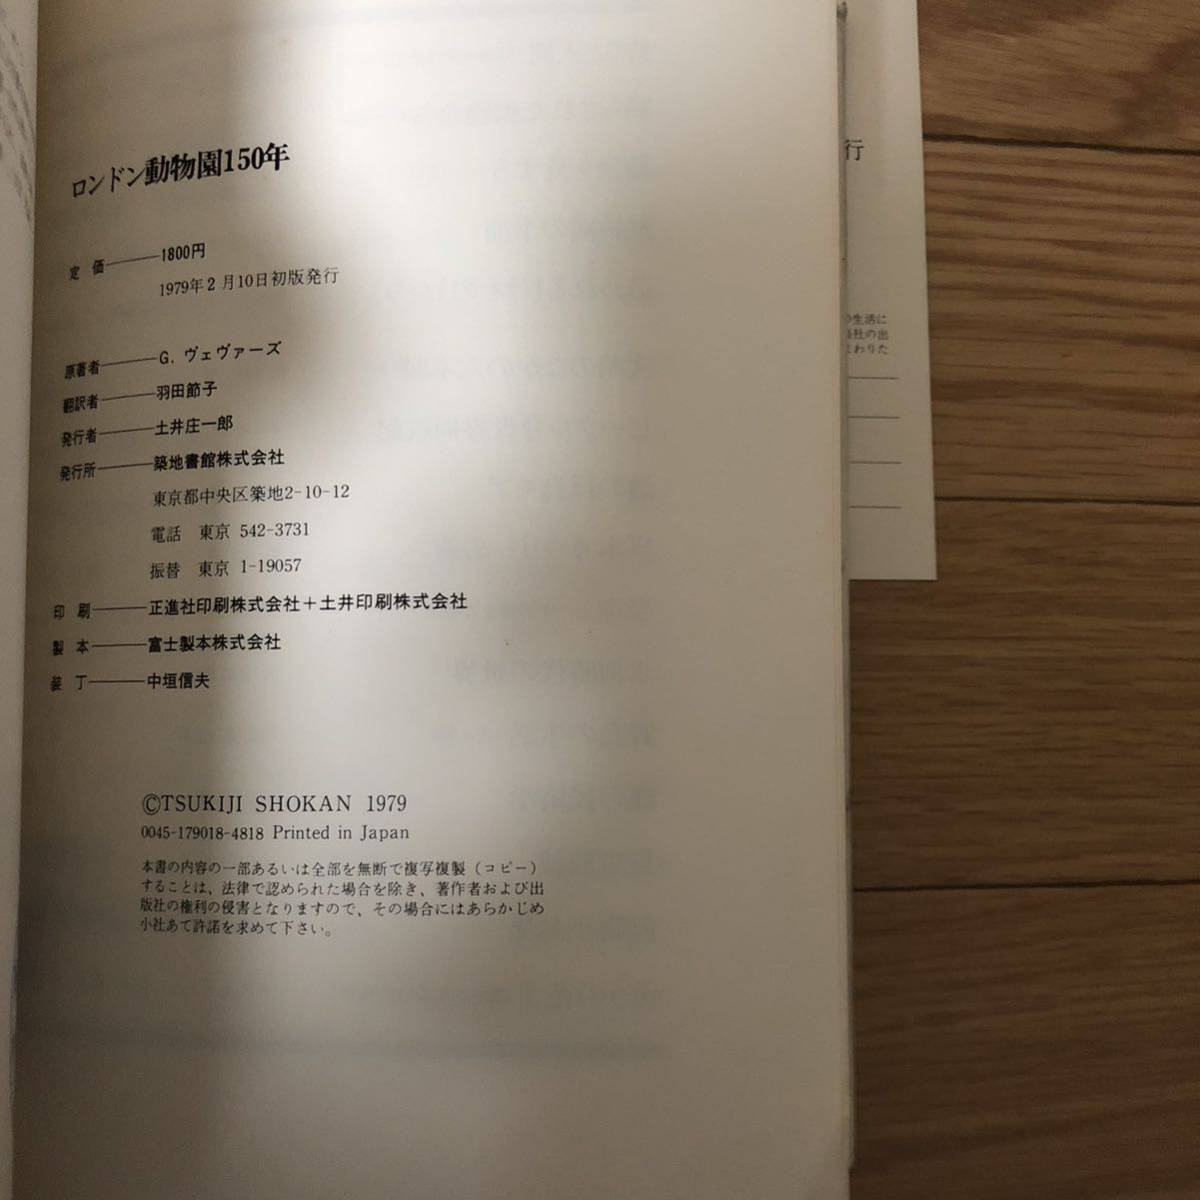 ロンドン動物園150年
定 価———1800円
1979年2月10日初版発行
原著者———G. ヴェヴァーズ
翻訳者———羽田節子
発行者———土井庄一郎
発行所———築地書館株式会社
東京都中央区築地2-10-12
電話 東京 542-3731
振替 東京 1-19057
印 刷———正進社印刷株式会社＋土井印刷株式会社
製 本———富士製本株式会社
装 丁———中垣信夫
©TSUKIJI SHOKAN 1979
0045-179018-4818 Printed in Japan
本書の内容の一部あるいは全部を無断で複写複製（コピー）
することは、法律で認められた場合を除き、著作者および出
版社の権利の侵害となりますので、その場合にはあらかじめ
小社あて許諾を求めて下さい。
行
生活に
社の出
わりた